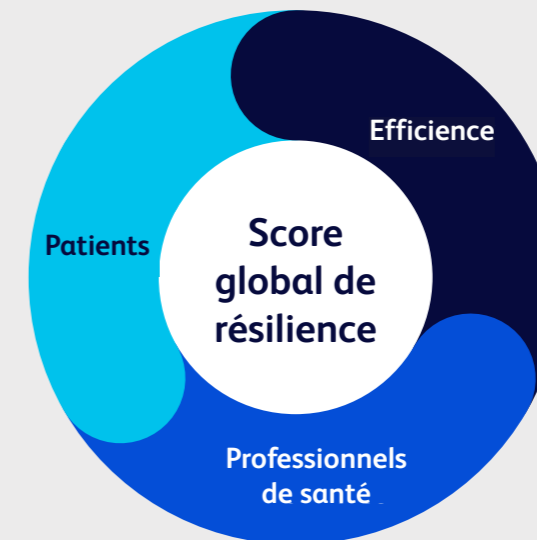 Efficience
Patients
Score
global de
résilience
Professionnels
de santé